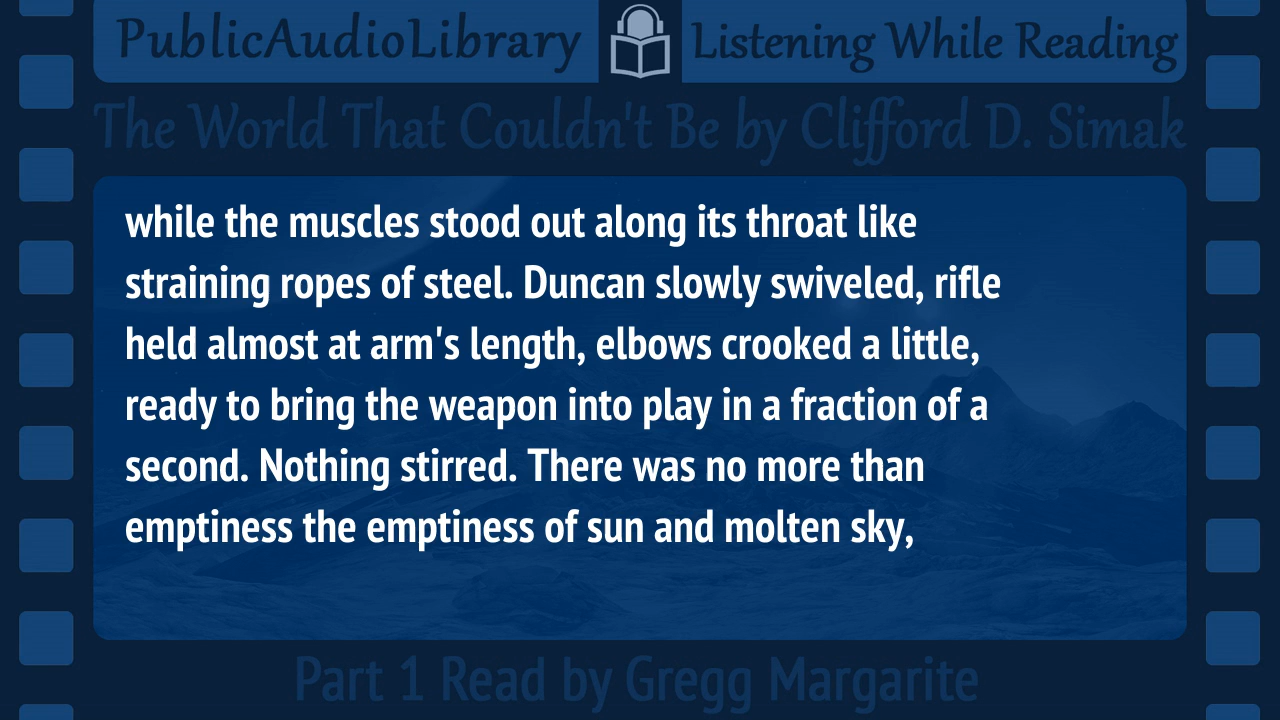 PublicAudioLibrary Listening While Reading
The World That Couldn't Be by Clifford D. Simak
while the muscles stood out along its throat like
straining ropes of steel. Duncan slowly swiveled, rifle
held almost at arm's length, elbows crooked a little,
ready to bring the weapon into play in a fraction of a
second. Nothing stirred. There was no more than
emptiness the emptiness of sun and molten sky,
Part 1 Read by Gregg Margarite